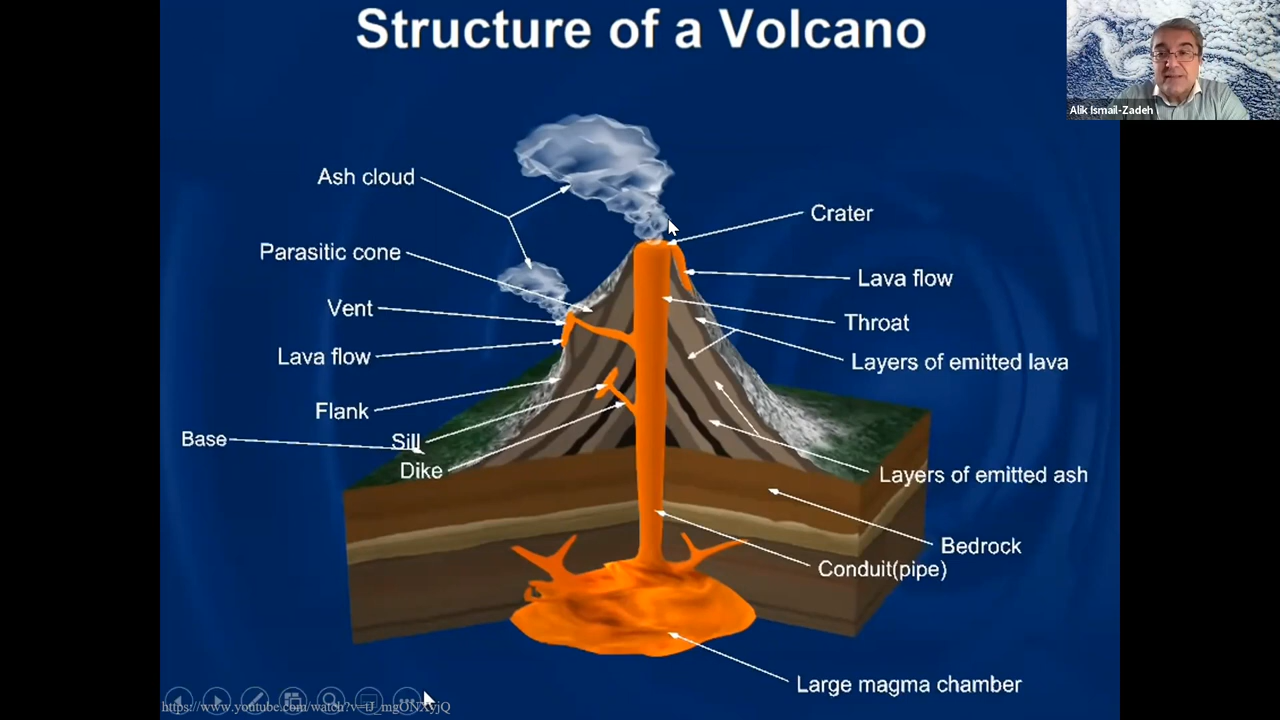 Structure of a Volcano
Alik Ismail-Zadeh
Ash cloud
Crater
Parasitic cone
Lava flow
Vent
Throat
Lava flow
Layers of emitted lava
Flank
Base
Sill
Dike
Layers of emitted ash
Bedrock
Conduit(pipe)
Large magma chamber